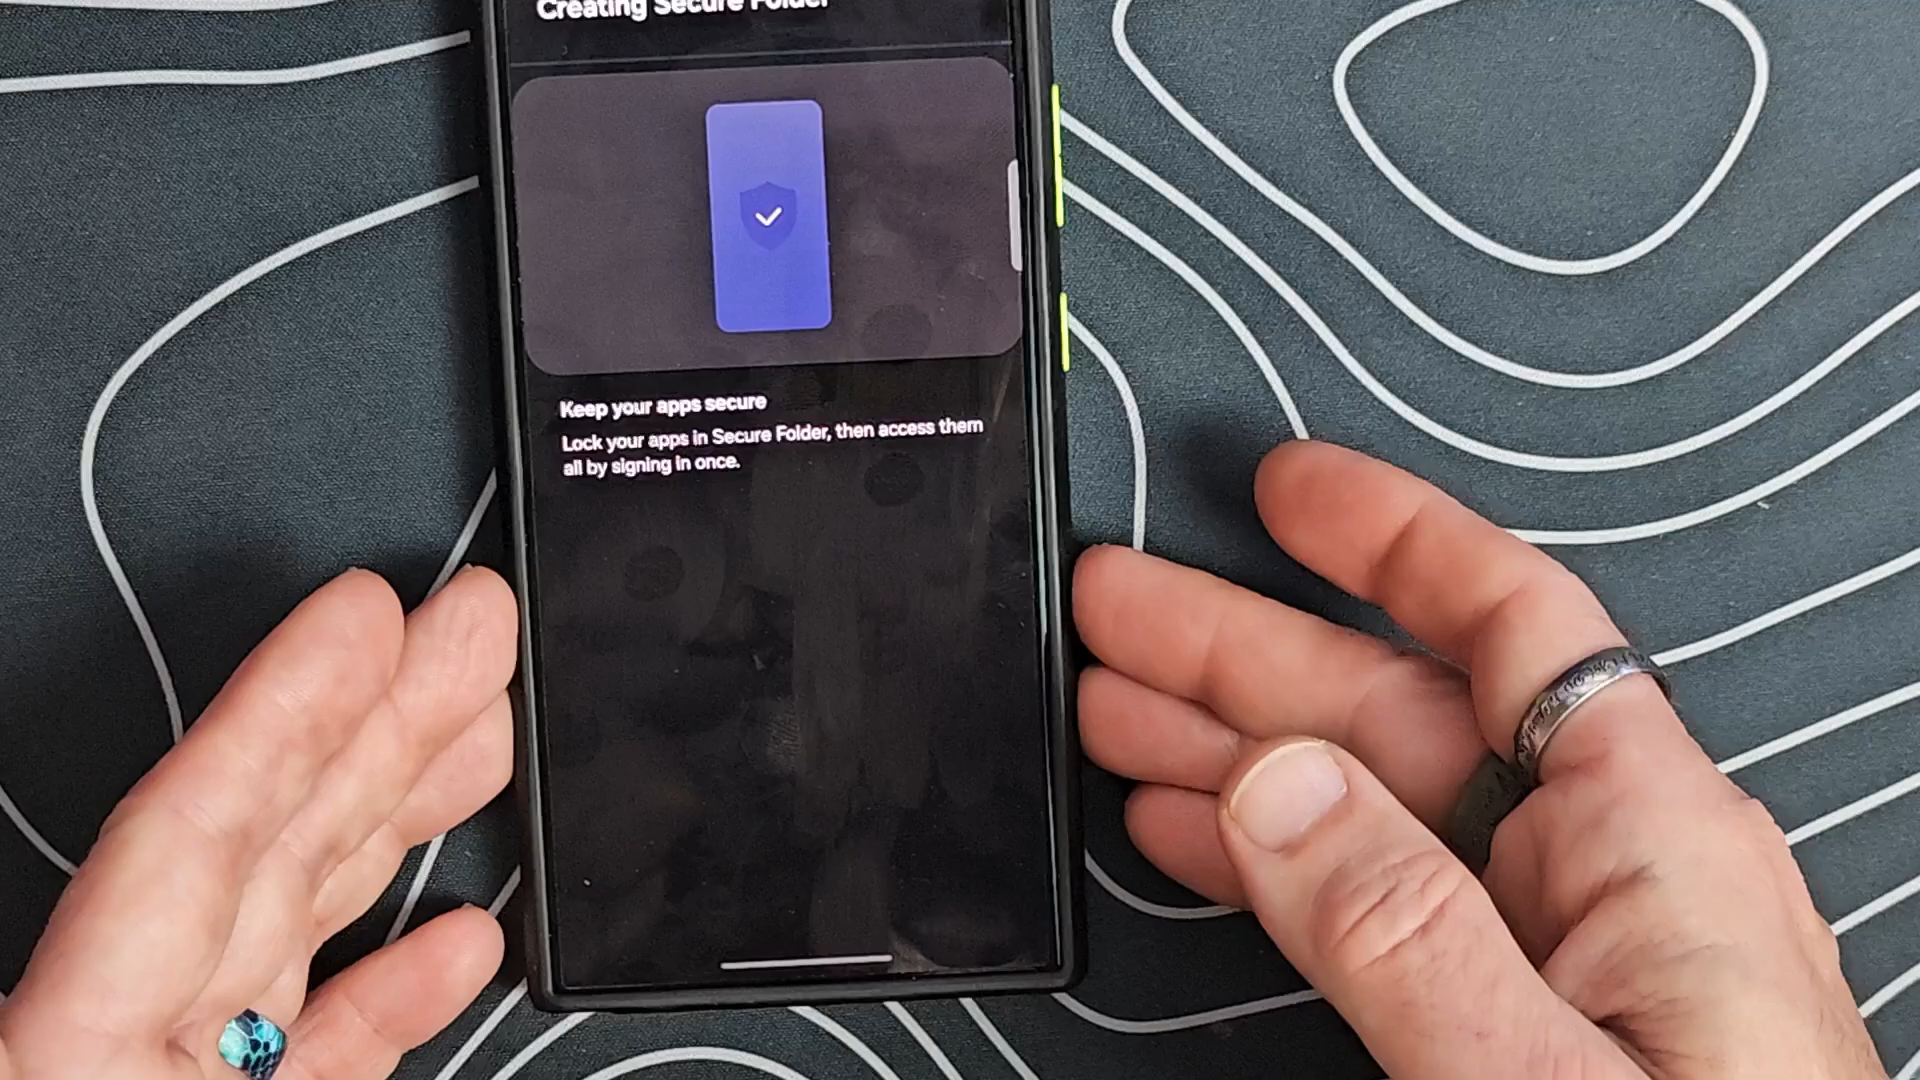 Creating Secure Folder
Keep your apps secure
Lock your apps in Secure Folder, then access them
all by signing in once.